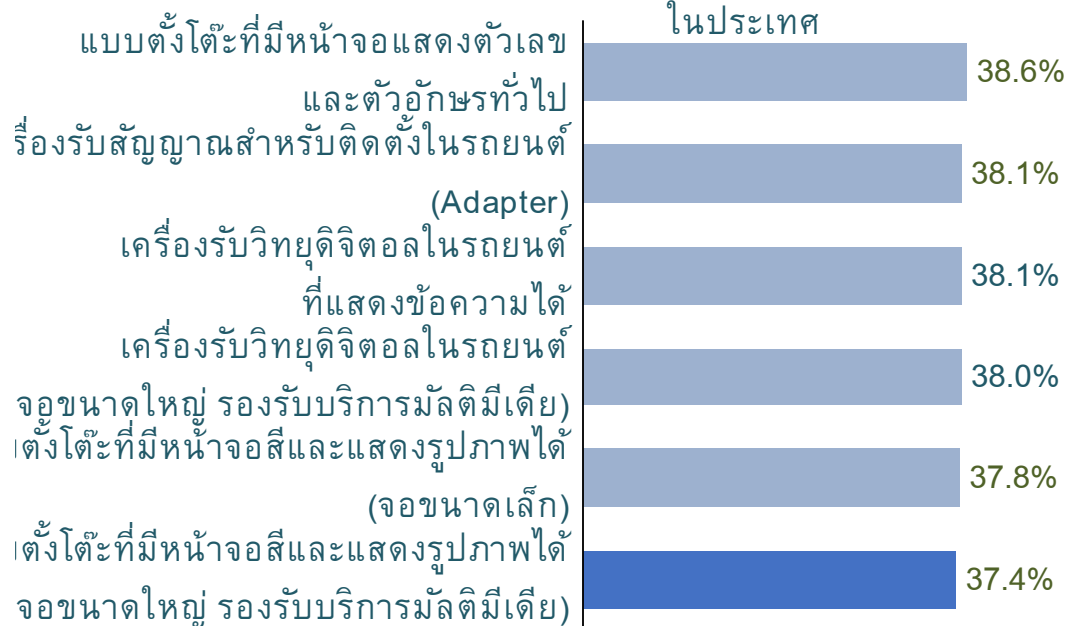 ในประเทศ
แบบตั้งโต๊ะที่มีหน้าจอแสดงตัวเลข
และตัวอักษรทั่วไป
38.6%
รื่องรับสัญญาณสำหรับติดตั้งในรถยนต์
(Adapter)
38.1%
เครื่องรับวิทยุดิจิตอลในรถยนต์
ที่แสดงข้อความได้
38.1%
เครื่องรับวิทยุดิจิตอลในรถยนต์
จอขนาดใหญ่ รองรับบริการมัลติมีเดีย)
38.0%
ตั้งโต๊ะที่มีหน้าจอสีและแสดงรูปภาพได้
(จอขนาดเล็ก)
37.8%
ตั้งโต๊ะที่มีหน้าจอสีและแสดงรูปภาพได้
จอขนาดใหญ่ รองรับบริการมัลติมีเดีย)
37.4%